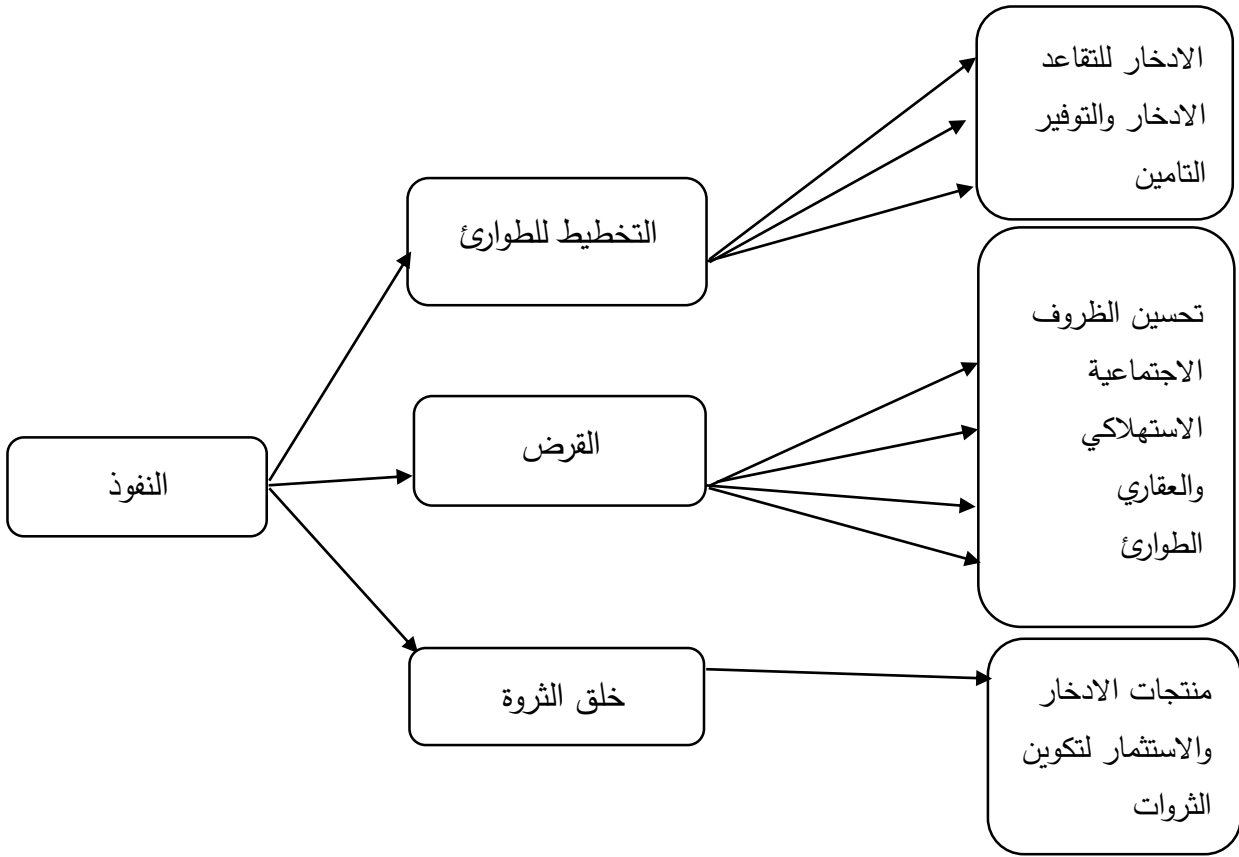 الادخار للتقاعد
الادخار والتوفير
التامين
التخطيط للطوارئ
تحسين الظروف
الاجتماعية
الاستهلاكي
والعقاري
الطوارئ
القرض
النفوذ
خلق الثروة
منتجات الادخار
والاستثمار لتكوين
الثروات